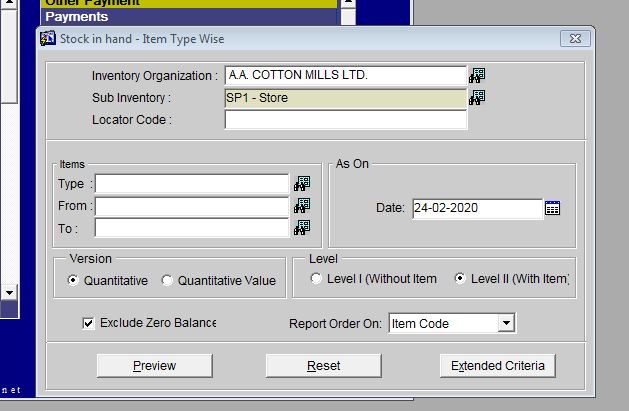 Other Payment
Payments
Stock in hand - Item Type Wise
Inventory Organization : A.A. COTTON MILLS LTD.
Sub Inventory : SP1 - Store
Locator Code :
Items
As On
Type :
From :
To :
Date: 24-02-2020
Version
Level
Quantitative Quantitative Value
Level I (Without Item Level II (With Item)
Exclude Zero Balance
Report Order On: Item Code
Preview Reset Extended Criteria
net